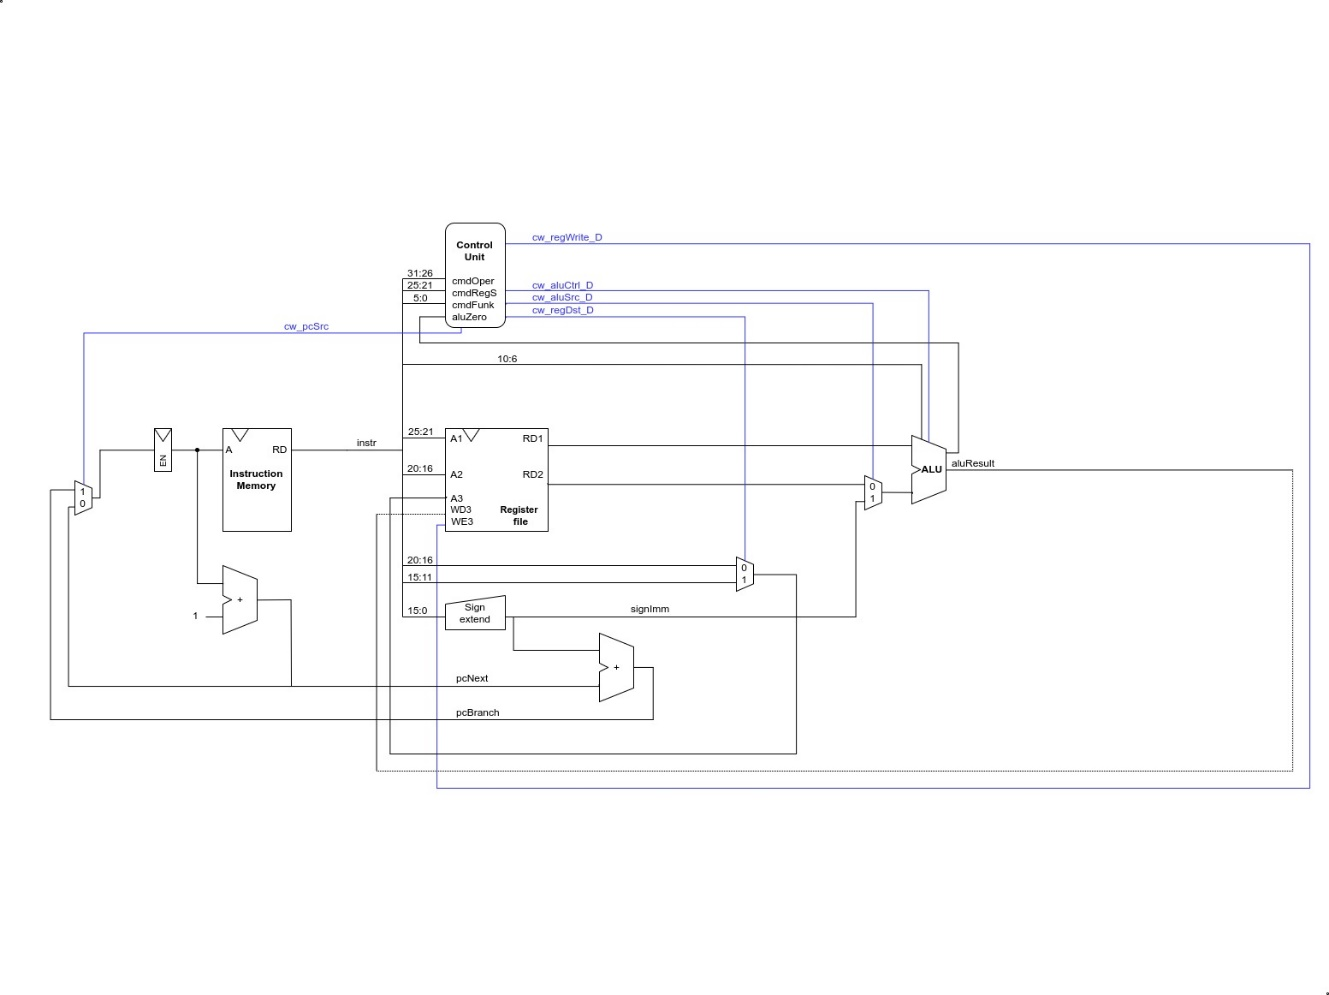 cw_regWrite_D
Control
Unit
31:26
cmdOper
25:21
cmdRegS
cw_aluCtrl_D
5:0
cmdFunk
cw_aluSrc_D
aluZero
cw_regDst_D
cw_pcSrc
10:6
25:21
A1
RD1
instr
A
RD
EN
Instruction
Memory
20:16
A2
RD2
ALU
aluResult
1
0
0
1
A3
WD3
WE3
Register
file
20:16
15:11
0
1
+
1
15:0
Sign
extend
signImm
+
pcNext
pcBranch